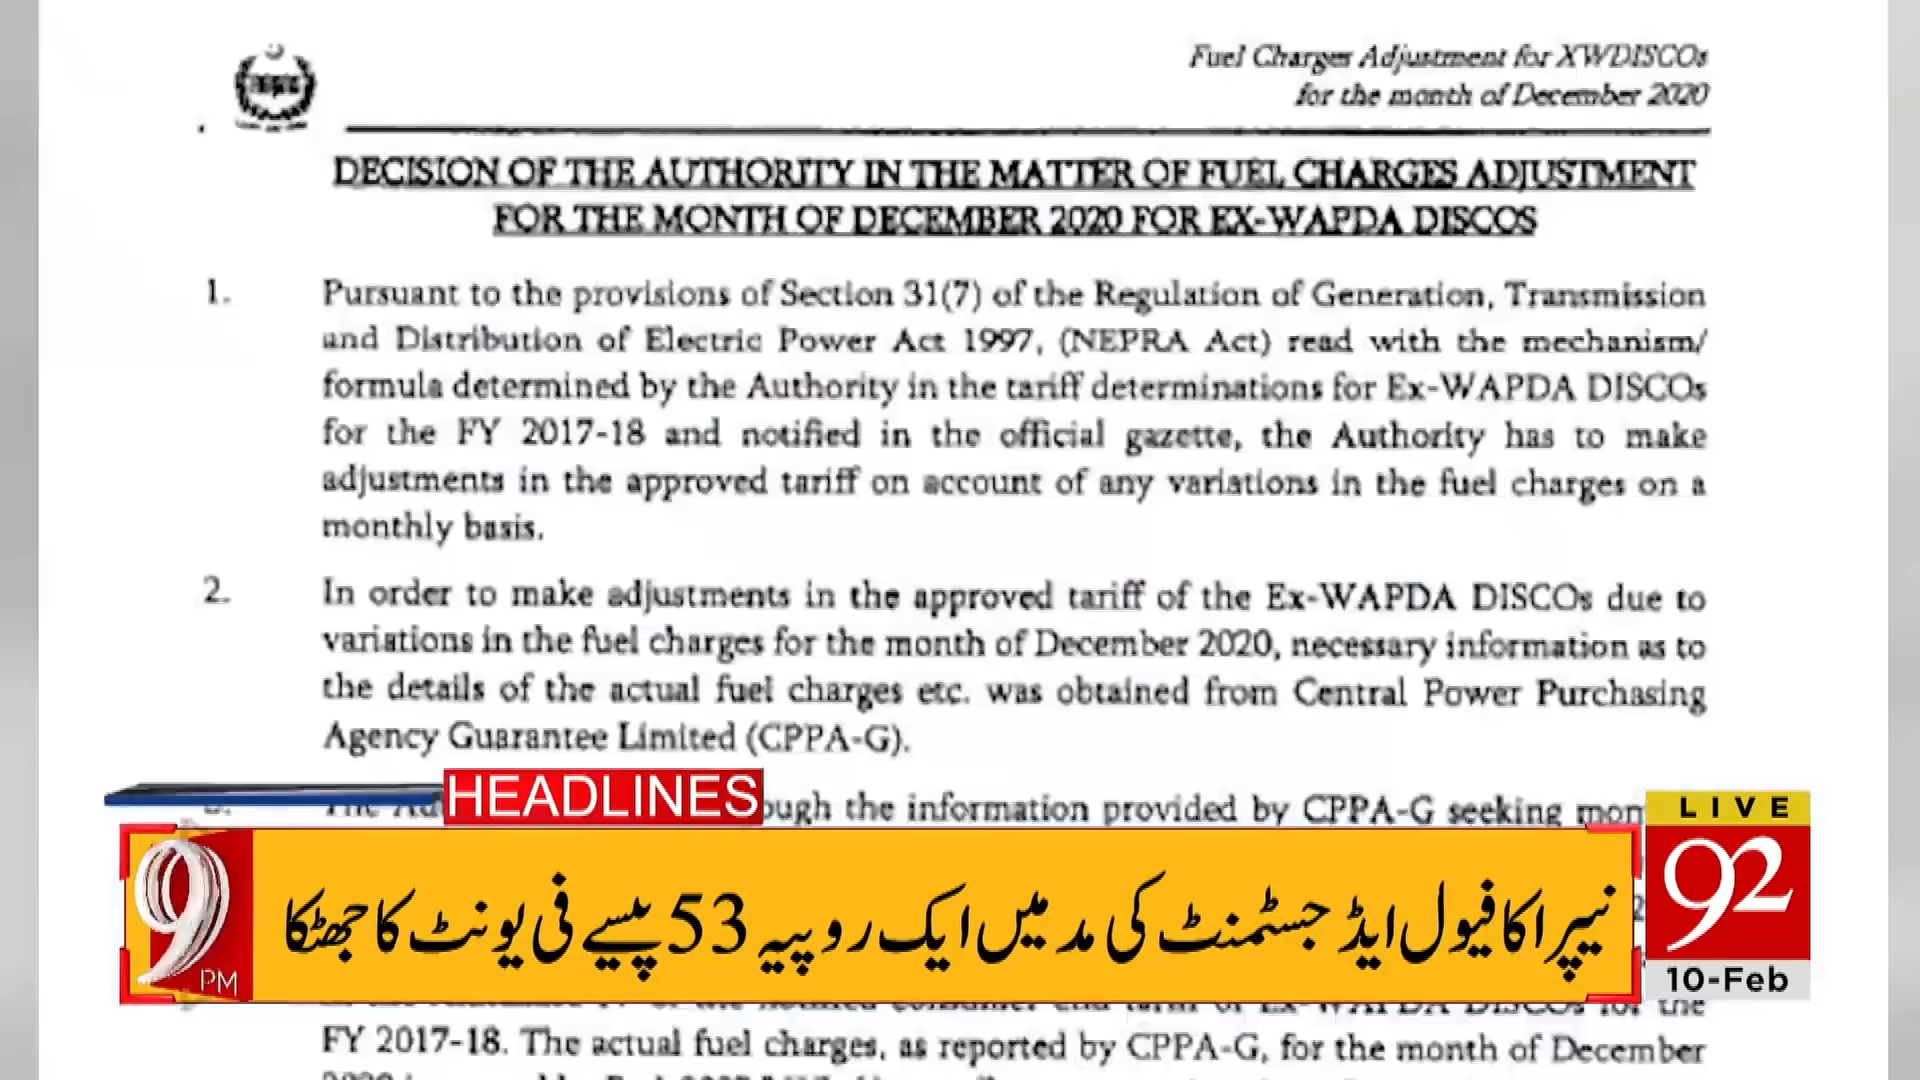 Fuel Charges Adjustment for XWDISCOs
for the month of December 2020
DECISION OF THE AUTHORITY IN THE MATTER OF FUEL CHARGES ADJUSTMENT
FOR THE MONTH OF DECEMBER 2020 FOR EX-WAPDA DISCOS
1. Pursuant to the provisions of Section 31(7) of the Regulation of Generation, Transmission
and Distribution of Electric Power Act 1997, (NEPRA Act) read with the mechanism/
formula determined by the Authority in the tariff determinations for Ex-WAPDA DISCOs
for the FY 2017-18 and notified in the official gazette, the Authority has to make
adjustments in the approved tariff on account of any variations in the fuel charges on a
monthly basis.
2. In order to make adjustments in the approved tariff of the Ex-WAPDA DISCOs due to
variations in the fuel charges for the month of December 2020, necessary information as to
the details of the actual fuel charges etc. was obtained from Central Power Purchasing
Agency Guarantee Limited (CPPA-G).
the information provided by CPPA-G seeking
HEADLINES
LIVE
92
10-Feb
9
PM
نیپرا کا فیول ایڈجسٹمنٹ کی مد میں ایک روپیہ 53 پیسے فی یونٹ کا جھٹکا
Ex-WAPDA DISCOs for the
FY 2017-18. The actual fuel charges, as reported by CPPA-G, for the month of December